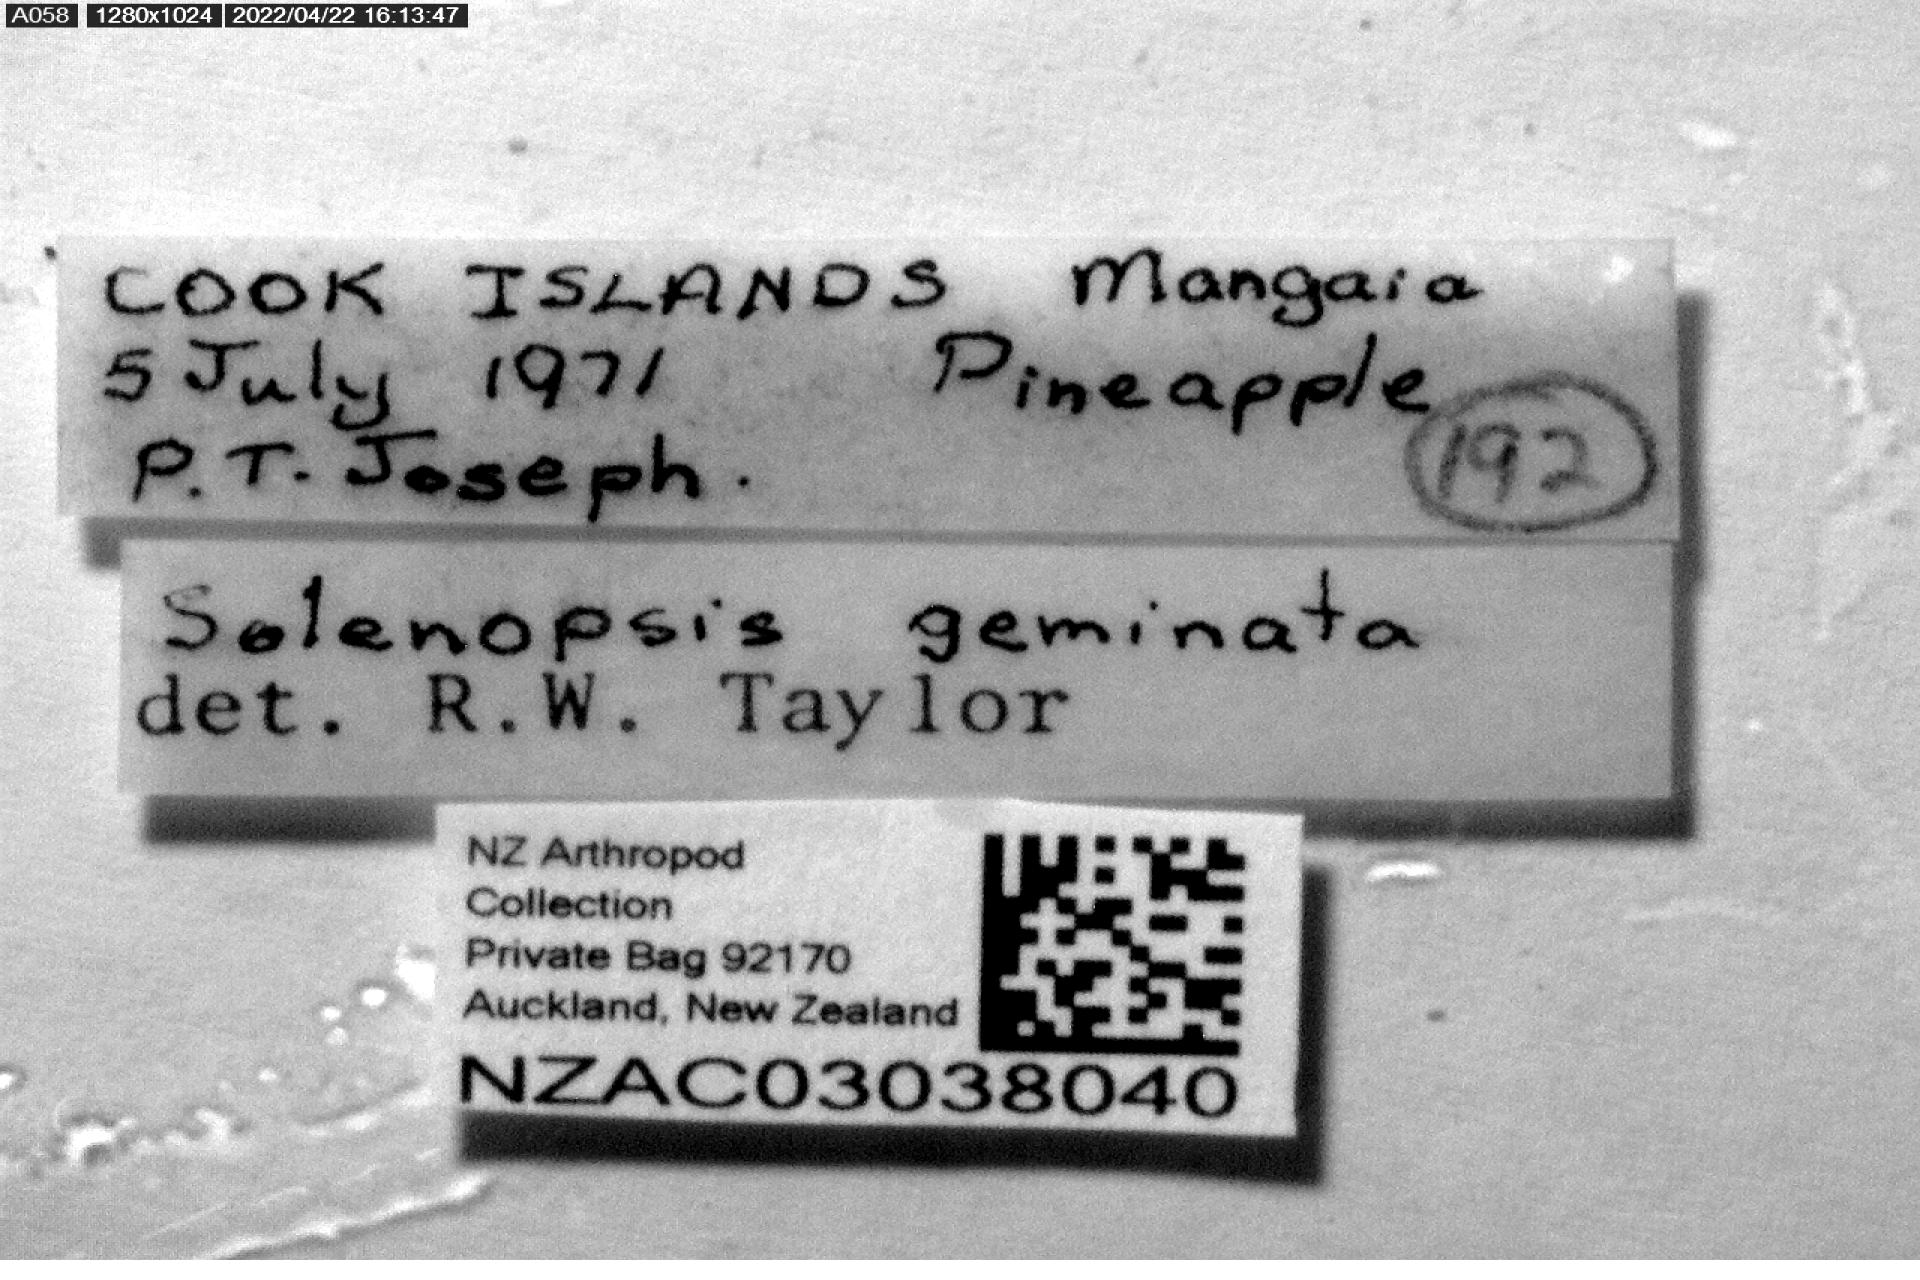 A058 1280x1024 2022/04/22 16:13:47
COOK ISLANDS Mangaia
5 July 1971 Pineapple
P.T. Joseph. 192
Solenopsis geminata
det. R.W. Taylor
NZ Arthropod
Collection
Private Bag 92170
Auckland, New Zealand
NZAC03038040